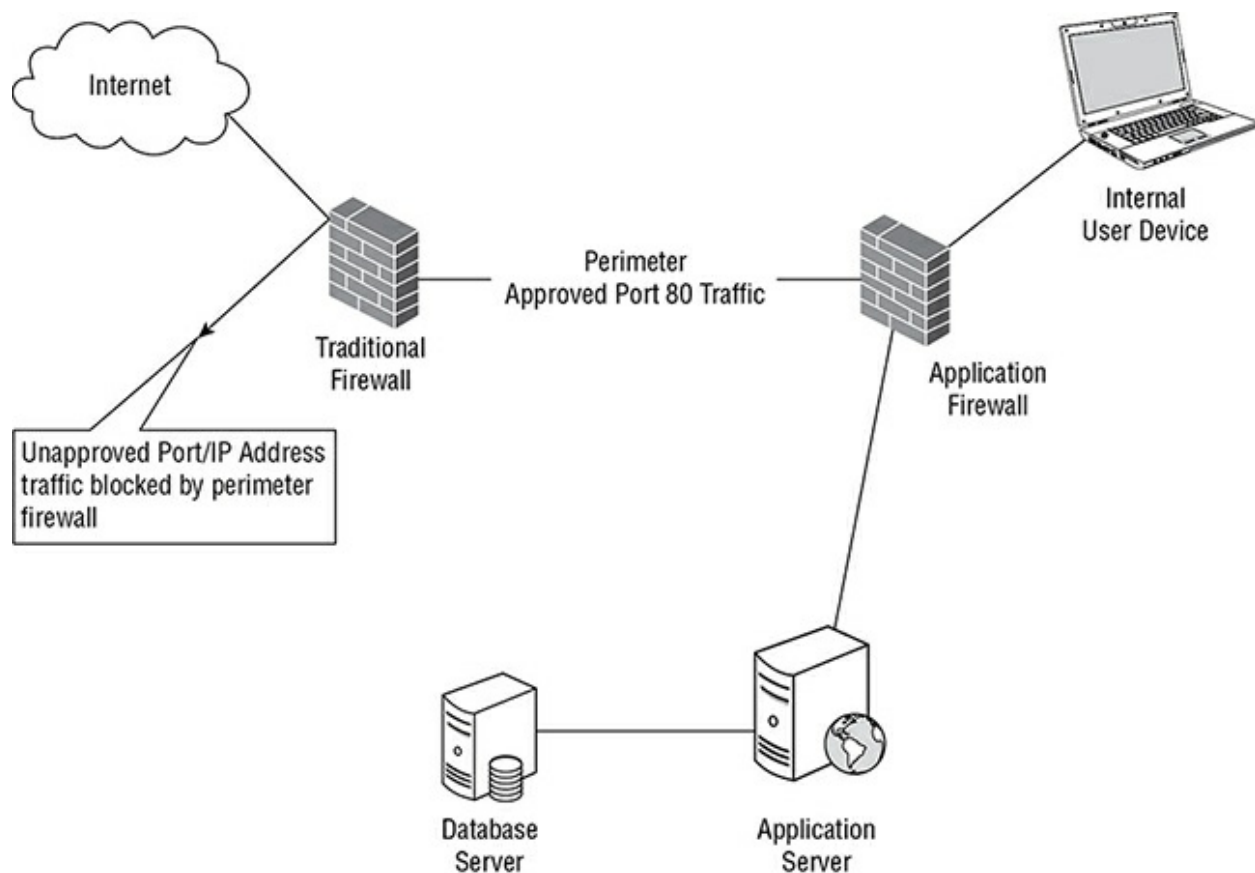 Internet
Internal
User Device
Perimeter
Approved Port 80 Traffic
Traditional
Firewall
Application
Firewall
Unapproved Port/IP Address
traffic blocked by perimeter
firewall
Database
Server
Application
Server